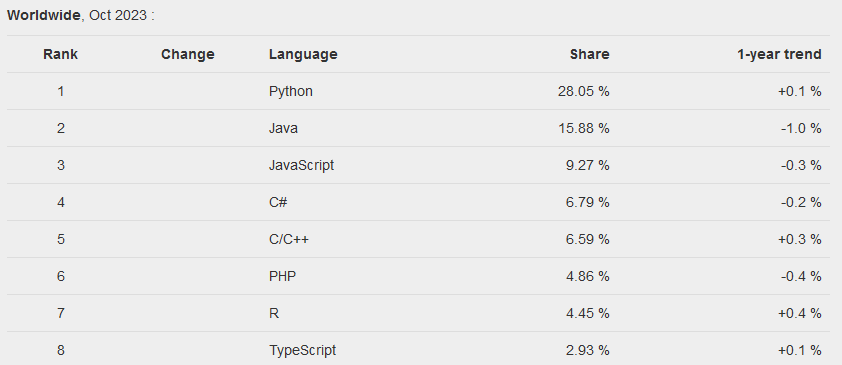 Worldwide, Oct 2023 :
Rank Change Language Share 1-year trend
1 Python 28.05 % +0.1 %
2 Java 15.88 % -1.0 %
3 JavaScript 9.27 % -0.3 %
4 C# 6.79 % -0.2 %
5 C/C++ 6.59 % +0.3 %
6 PHP 4.86 % -0.4 %
7 R 4.45 % +0.4 %
8 TypeScript 2.93 % +0.1 %